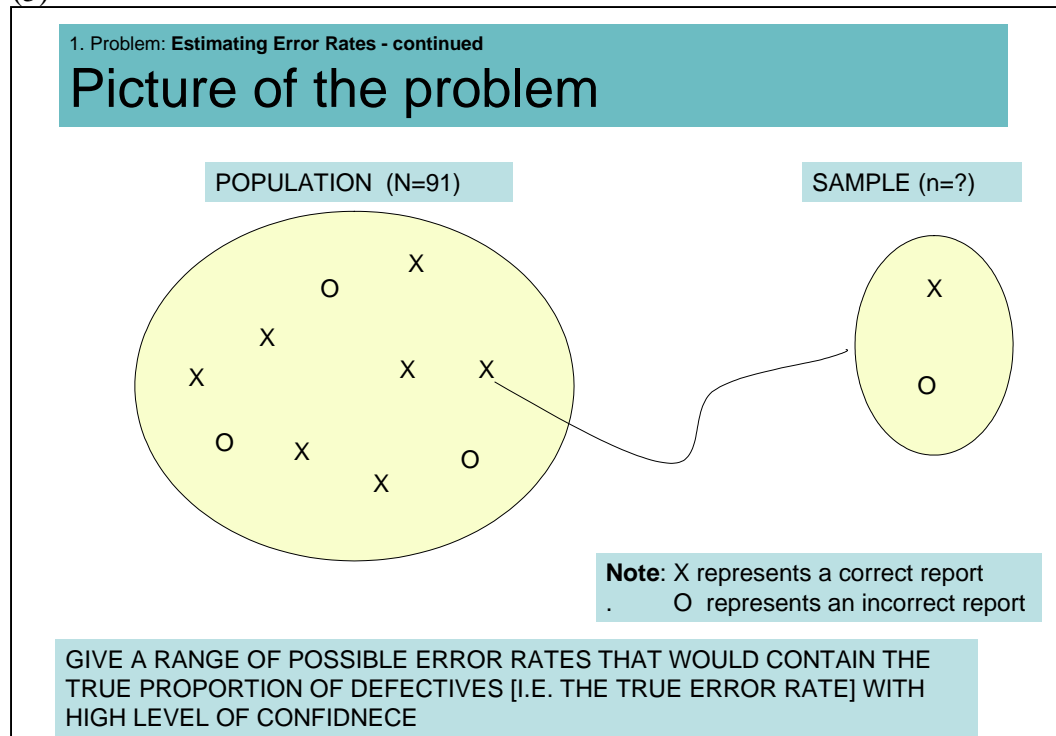 1. Problem: Estimating Error Rates - continued
Picture of the problem
POPULATION (N=91)
SAMPLE (n=?)
X
O
X
X
X
X
X
O
X
O
X
O
Note: X represents a correct report
. O represents an incorrect report
GIVE A RANGE OF POSSIBLE ERROR RATES THAT WOULD CONTAIN THE
TRUE PROPORTION OF DEFECTIVES [I.E. THE TRUE ERROR RATE] WITH
HIGH LEVEL OF CONFIDNECE